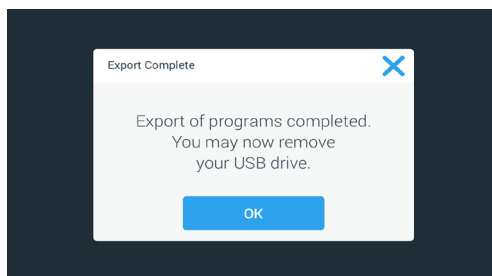 Export Complete
Export of programs completed.
You may now remove
your USB drive.
OK